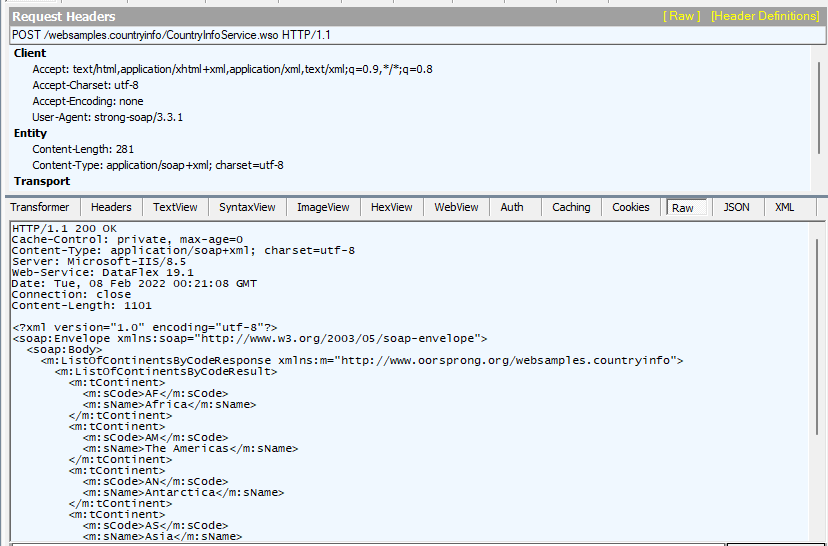 Request Headers [ Raw ] [Header Definitions]
POST /websamples.countryinfo/CountryInfoService.wso HTTP/1.1
Client
Accept: text/html,application/xhtml+xml,application/xml,text/xml;q=0.9,*/*;q=0.8
Accept-Charset: utf-8
Accept-Encoding: none
User-Agent: strong-soap/3.3.1
Entity
Content-Length: 281
Content-Type: application/soap+xml; charset=utf-8
Transport
Transformer Headers TextView SyntaxView ImageView HexView WebView Auth Caching Cookies Raw JSON XML
HTTP/1.1 200 OK
Cache-Control: private, max-age=0
Content-Type: application/soap+xml; charset=utf-8
Server: Microsoft-IIS/8.5
Web-Service: DataFlex 19.1
Date: Tue, 08 Feb 2022 00:21:08 GMT
Connection: close
Content-Length: 1101
<?xml version="1.0" encoding="utf-8"?>
<soap:Envelope xmlns:soap="http://www.w3.org/2003/05/soap-envelope">
<soap:Body>
<m:ListOfContinentsByCodeResponse xmlns:m="http://www.oorsprong.org/websamples.countryinfo">
<m:ListOfContinentsByCodeResult>
<m:tContinent>
<m:sCode>AF</m:sCode>
<m:sName>Africa</m:sName>
</m:tContinent>
<m:tContinent>
<m:sCode>AM</m:sCode>
<m:sName>The Americas</m:sName>
</m:tContinent>
<m:tContinent>
<m:sCode>AN</m:sCode>
<m:sName>Antarctica</m:sName>
</m:tContinent>
<m:tContinent>
<m:sCode>AS</m:sCode>
<m:sName>Asia</m:sName>